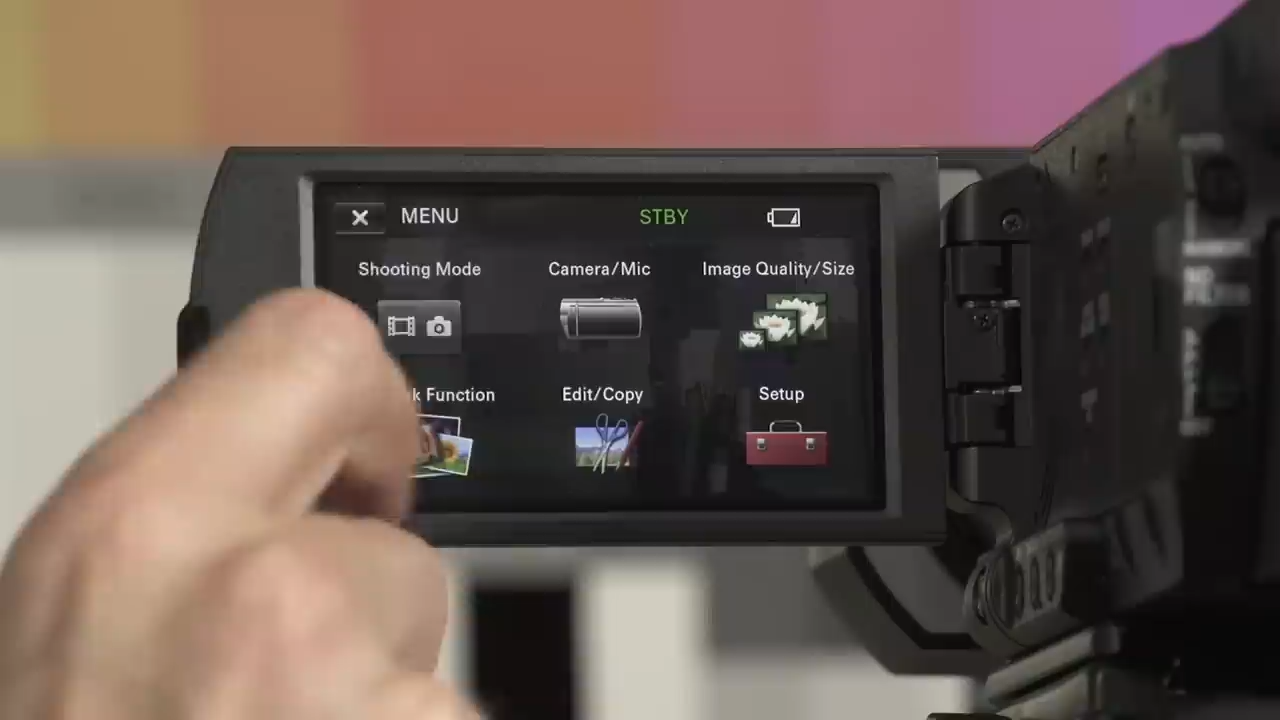 MENU STBY
Shooting Mode Camera/Mic Image Quality/Size
k Function Edit/Copy Setup